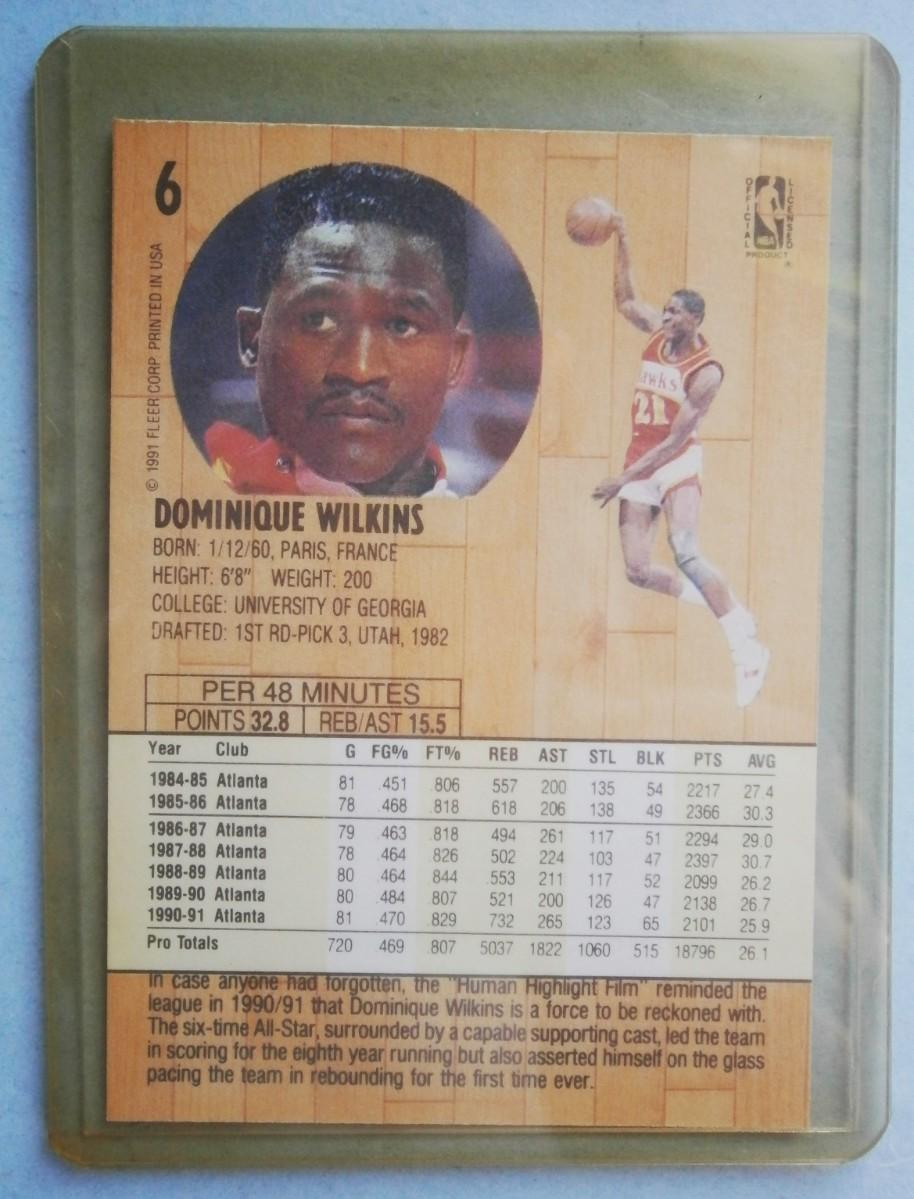 6
OFFICIAL LICENSED
NBA
PRODUCT
®
© 1991 FLEER CORP. PRINTED IN USA
HAWKS
21
DOMINIQUE WILKINS
BORN: 1/12/60, PARIS, FRANCE
HEIGHT: 6'8" WEIGHT: 200
COLLEGE: UNIVERSITY OF GEORGIA
DRAFTED: 1ST RD-PICK 3, UTAH, 1982
PER 48 MINUTES
POINTS 32.8 REB/AST 15.5
Year Club G FG% FT% REB AST STL BLK PTS AVG
1984-85 Atlanta 81 .451 .806 557 200 135 54 2217 27.4
1985-86 Atlanta 78 .468 .818 618 206 138 49 2366 30.3
1986-87 Atlanta 79 .463 .818 494 261 117 51 2294 29.0
1987-88 Atlanta 78 .464 .826 502 224 103 47 2397 30.7
1988-89 Atlanta 80 .464 .844 553 211 117 52 2099 26.2
1989-90 Atlanta 80 .484 .807 521 200 126 47 2138 26.7
1990-91 Atlanta 81 .470 .829 732 265 123 65 2101 25.9
Pro Totals 720 .469 .807 5037 1822 1060 515 18796 26.1
In case anyone had forgotten, the "Human Highlight Film" reminded the
league in 1990/91 that Dominique Wilkins is a force to be reckoned with.
The six-time All-Star, surrounded by a capable supporting cast, led the team
in scoring for the eighth year running but also asserted himself on the glass
pacing the team in rebounding for the first time ever.